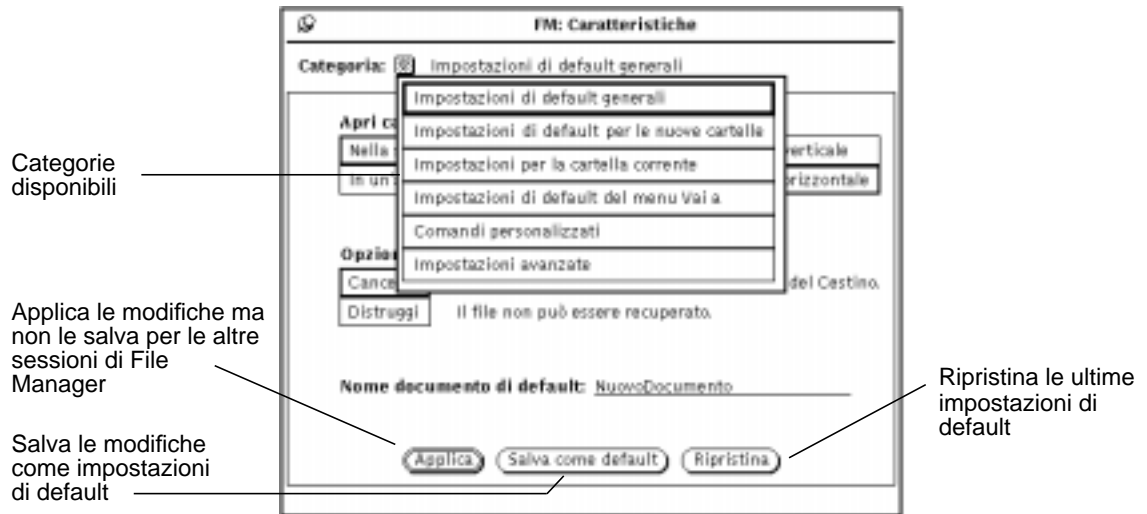 FM: Caratteristiche
Categoria: Impostazioni di default generali
Impostazioni di default generali
Impostazioni di default per le nuove cartelle
Impostazioni per la cartella corrente
Impostazioni di default del menu Vai a
Comandi personalizzati
Impostazioni avanzate
Apri ca
Nella
verticale
In un
orizzontale
Categorie
disponibili
Opzion
Cance
del Cestino.
Distruggi Il file non può essere recuperato.
Applica le modifiche ma
non le salva per le altre
sessioni di File
Manager
Nome documento di default: NuovoDocumento
Ripristina le ultime
impostazioni di
default
Salva le modifiche
come impostazioni
di default
Applica Salva come default Ripristina